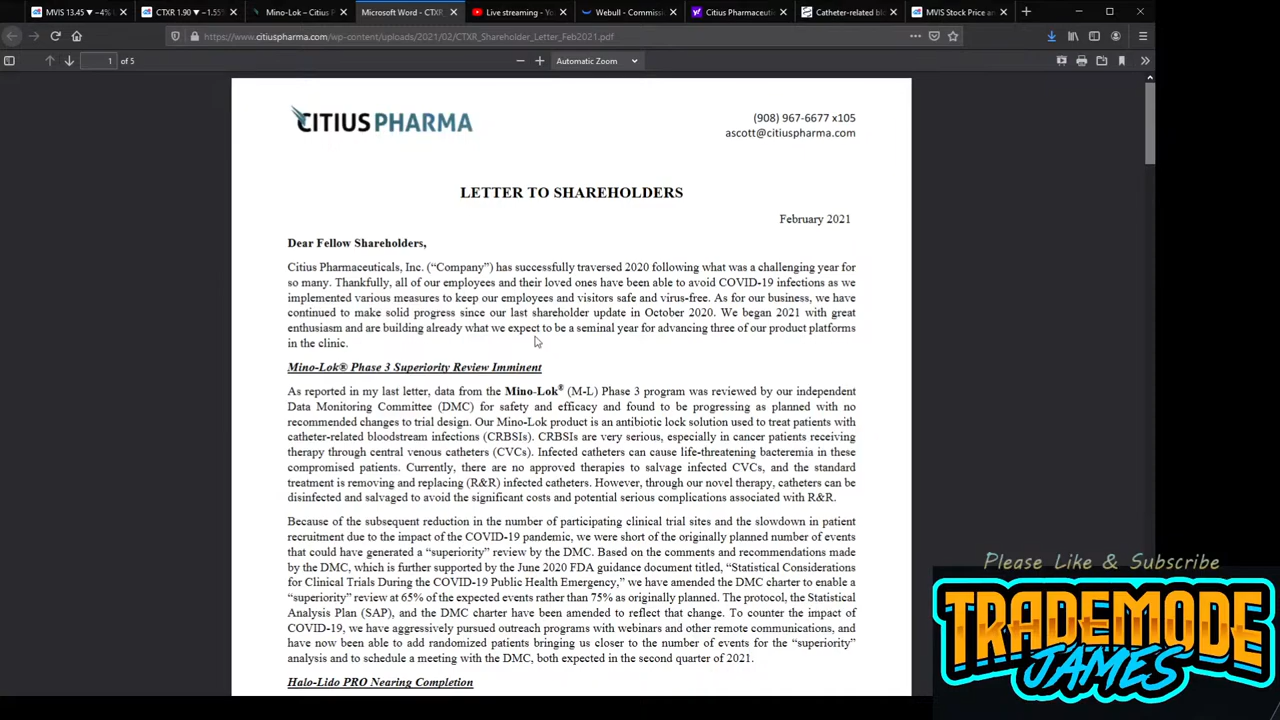 MVIS 13.45 ▼ -4%
CTXR 1.90 ▼ -1.55%
Mino-Lok – Citius P
Microsoft Word - CTX
Live streaming - Yo
Webull - Commissi
Citius Pharmaceuti
Catheter-related bl
MVIS Stock Price an
https://www.citiuspharma.com/wp-content/uploads/2021/02/CTXR_Shareholder_Letter_Feb2021.pdf
1 of 5
Automatic Zoom
CITIUS PHARMA
(908) 967-6677 x105
ascott@citiuspharma.com
LETTER TO SHAREHOLDERS
February 2021
Dear Fellow Shareholders,
Citius Pharmaceuticals, Inc. (“Company”) has successfully traversed 2020 following what was a challenging year for
so many. Thankfully, all of our employees and their loved ones have been able to avoid COVID-19 infections as we
implemented various measures to keep our employees and visitors safe and virus-free. As for our business, we have
continued to make solid progress since our last shareholder update in October 2020. We began 2021 with great
enthusiasm and are building already what we expect to be a seminal year for advancing three of our product platforms
in the clinic.
Mino-Lok® Phase 3 Superiority Review Imminent
As reported in my last letter, data from the Mino-Lok® (M-L) Phase 3 program was reviewed by our independent
Data Monitoring Committee (DMC) for safety and efficacy and found to be progressing as planned with no
recommended changes to trial design. Our Mino-Lok product is an antibiotic lock solution used to treat patients with
catheter-related bloodstream infections (CRBSIs). CRBSIs are very serious, especially in cancer patients receiving
therapy through central venous catheters (CVCs). Infected catheters can cause life-threatening bacteremia in these
compromised patients. Currently, there are no approved therapies to salvage infected CVCs, and the standard
treatment is removing and replacing (R&R) infected catheters. However, through our novel therapy, catheters can be
disinfected and salvaged to avoid the significant costs and potential serious complications associated with R&R.
Because of the subsequent reduction in the number of participating clinical trial sites and the slowdown in patient
recruitment due to the impact of the COVID-19 pandemic, we were short of the originally planned number of events
that could have generated a “superiority” review by the DMC. Based on the comments and recommendations made
by the DMC, which is further supported by the June 2020 FDA guidance document titled, “Statistical Considerations
for Clinical Trials During the COVID-19 Public Health Emergency,” we have amended the DMC charter to enable a
“superiority” review at 65% of the expected events rather than 75% as originally planned. The protocol, the Statistical
Analysis Plan (SAP), and the DMC charter have been amended to reflect that change. To counter the impact of
COVID-19, we have aggressively pursued outreach programs with webinars and other remote communications, and
have now been able to add randomized patients bringing us closer to the number of events for the “superiority”
analysis and to schedule a meeting with the DMC, both expected in the second quarter of 2021.
Halo-Lido PRO Nearing Completion
Please Like & Subscribe
TRADEMODE
JAMES